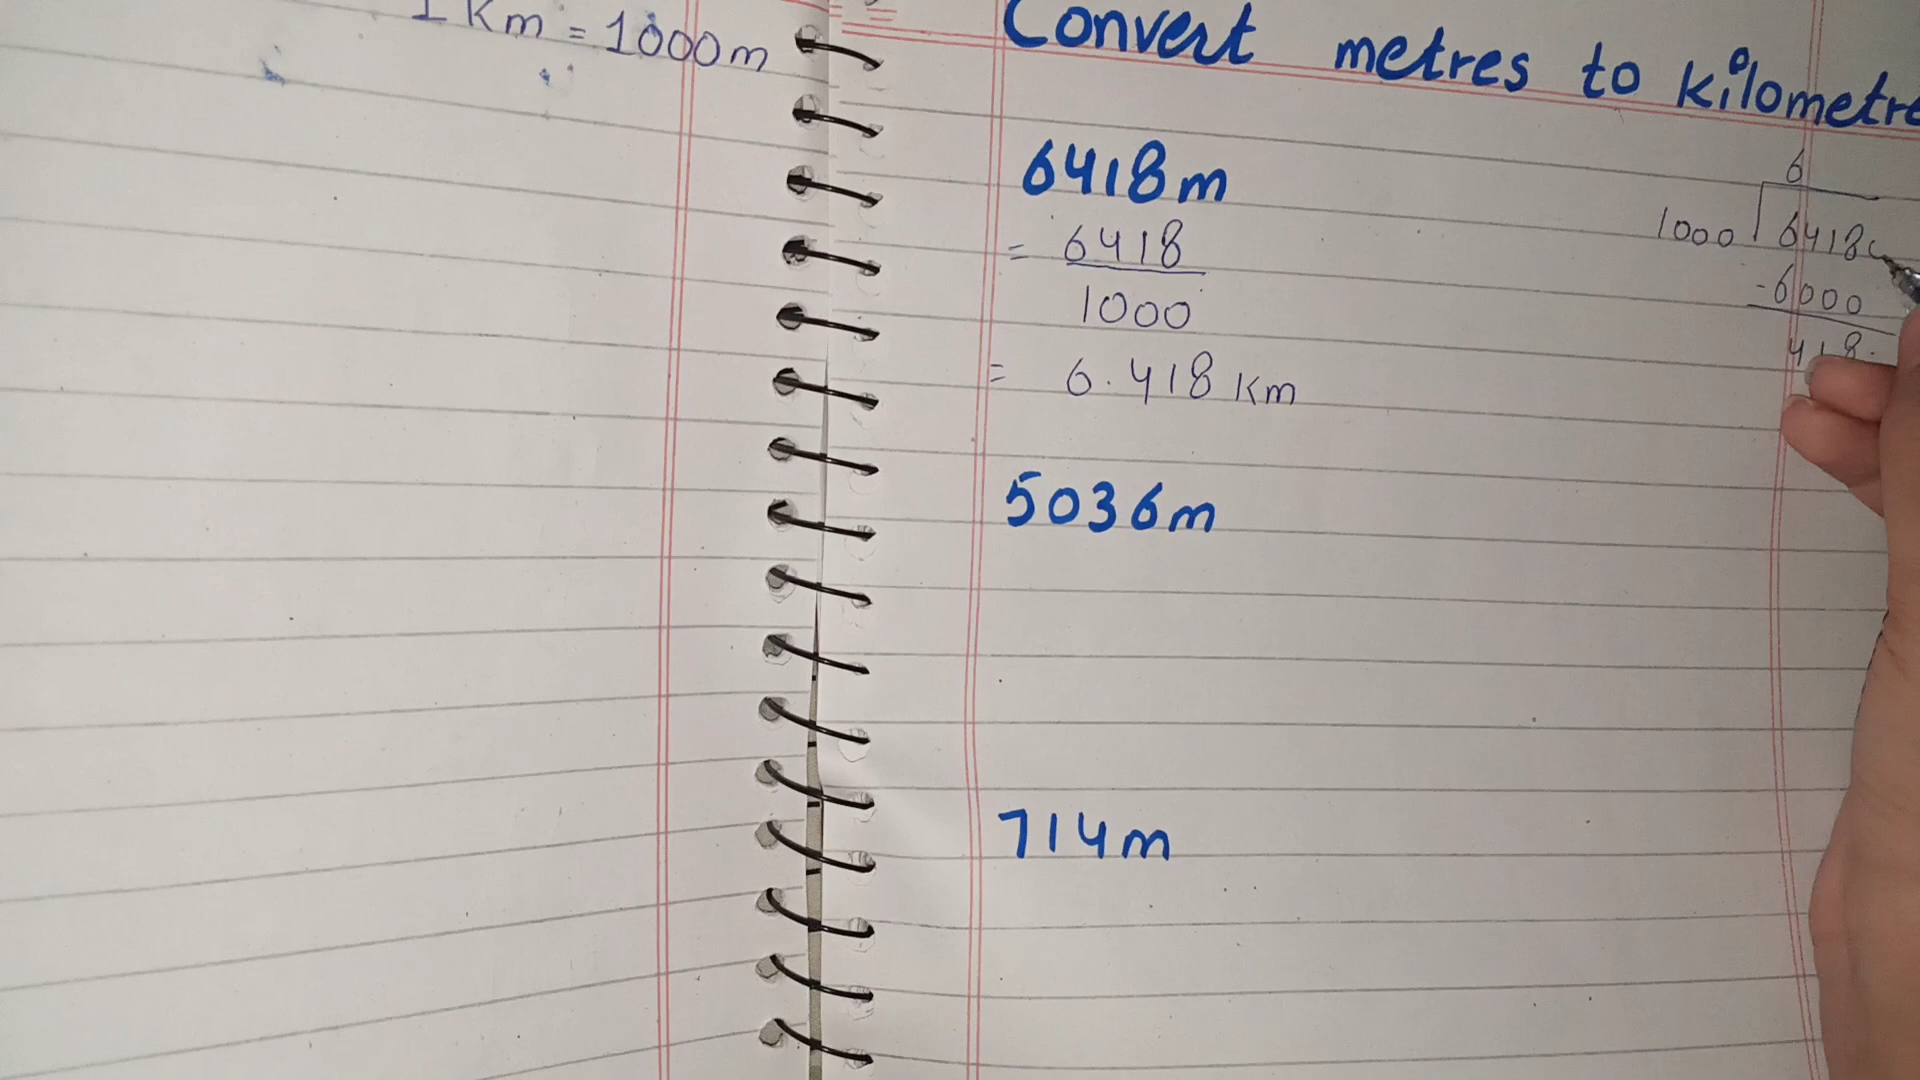 1 Km = 1000m
Convert metres to kilometre
6418m
= 6418
1000
= 6.418 Km
6
1000 6418
-6000
418
5036m
714m